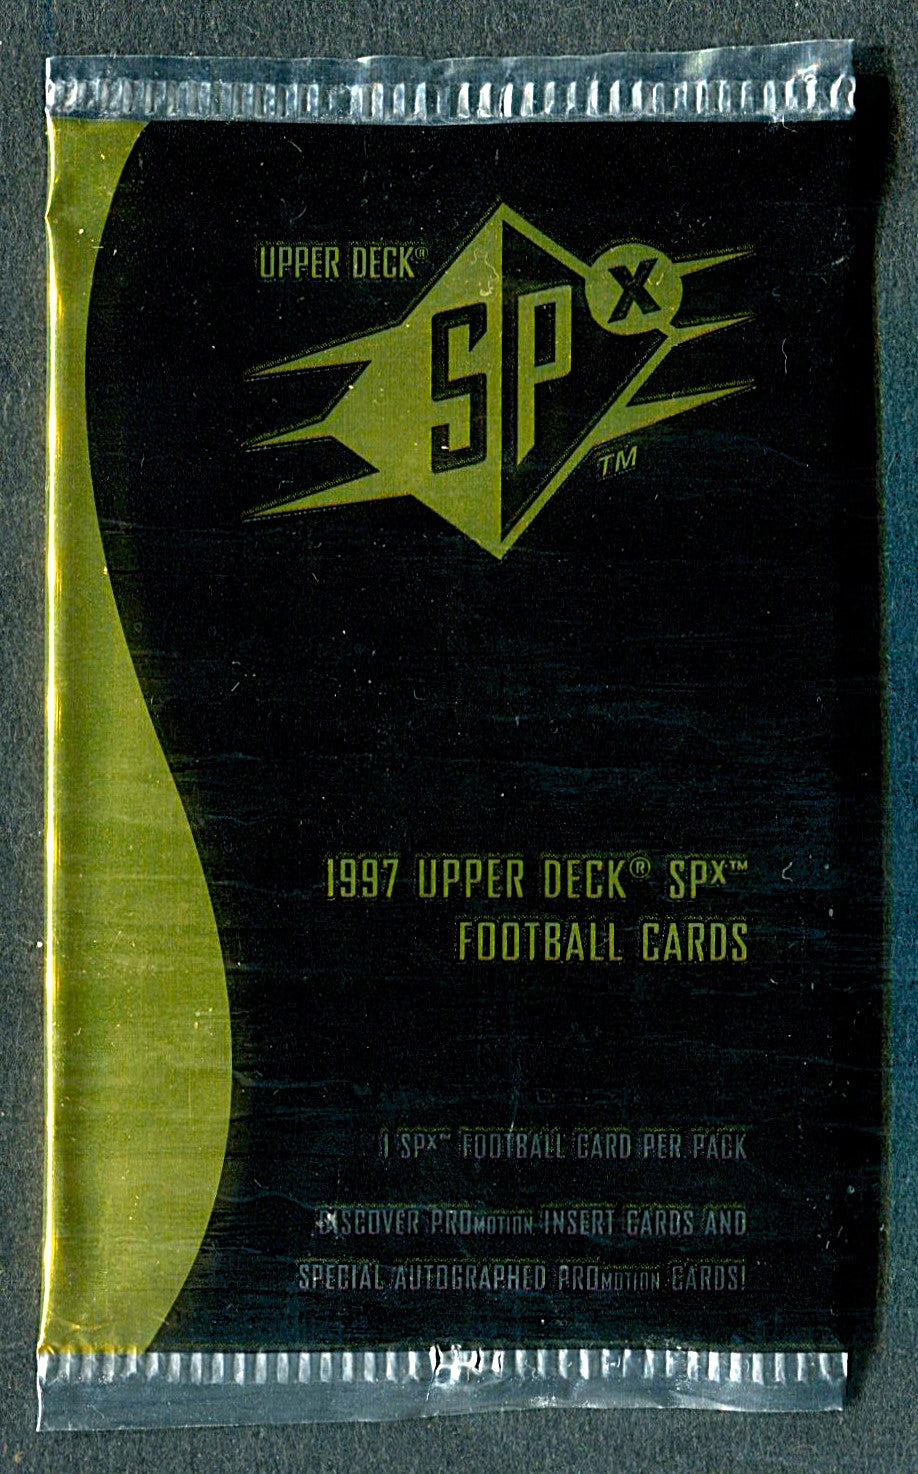 UPPER DECK®
SPX
TM
1997 UPPER DECK® SPX™
FOOTBALL CARDS
1 SPX™ FOOTBALL CARD PER PACK
DISCOVER PROMOTION INSERT CARDS AND
SPECIAL AUTOGRAPHED PROMOTION CARDS!